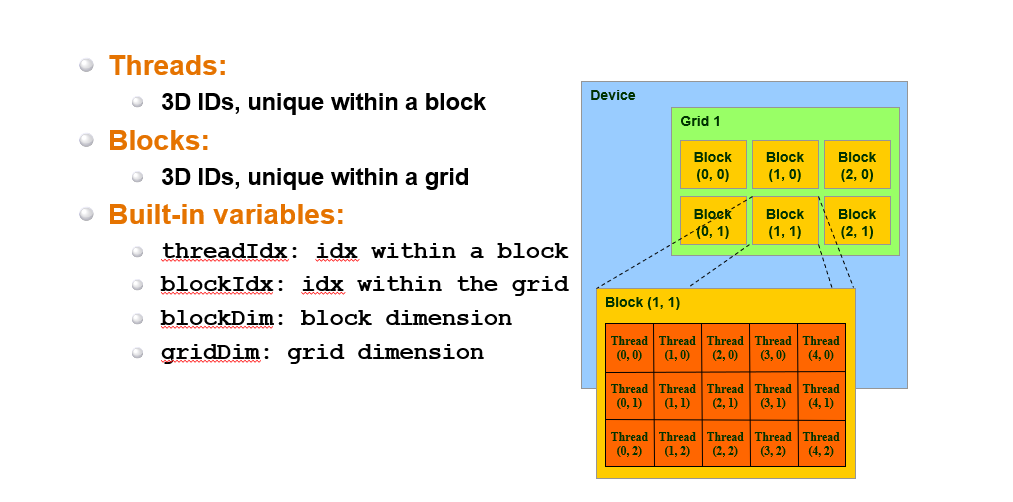 Threads:
3D IDs, unique within a block
Blocks:
3D IDs, unique within a grid
Built-in variables:
threadIdx: idx within a block
blockIdx: idx within the grid
blockDim: block dimension
gridDim: grid dimension
Device
Grid 1
Block Block Block
(0, 0) (1, 0) (2, 0)
Block Block Block
(0, 1) (1, 1) (2, 1)
Block (1, 1)
Thread Thread Thread Thread Thread
(0, 0) (1, 0) (2, 0) (3, 0) (4, 0)
Thread Thread Thread Thread Thread
(0, 1) (1, 1) (2, 1) (3, 1) (4, 1)
Thread Thread Thread Thread Thread
(0, 2) (1, 2) (2, 2) (3, 2) (4, 2)